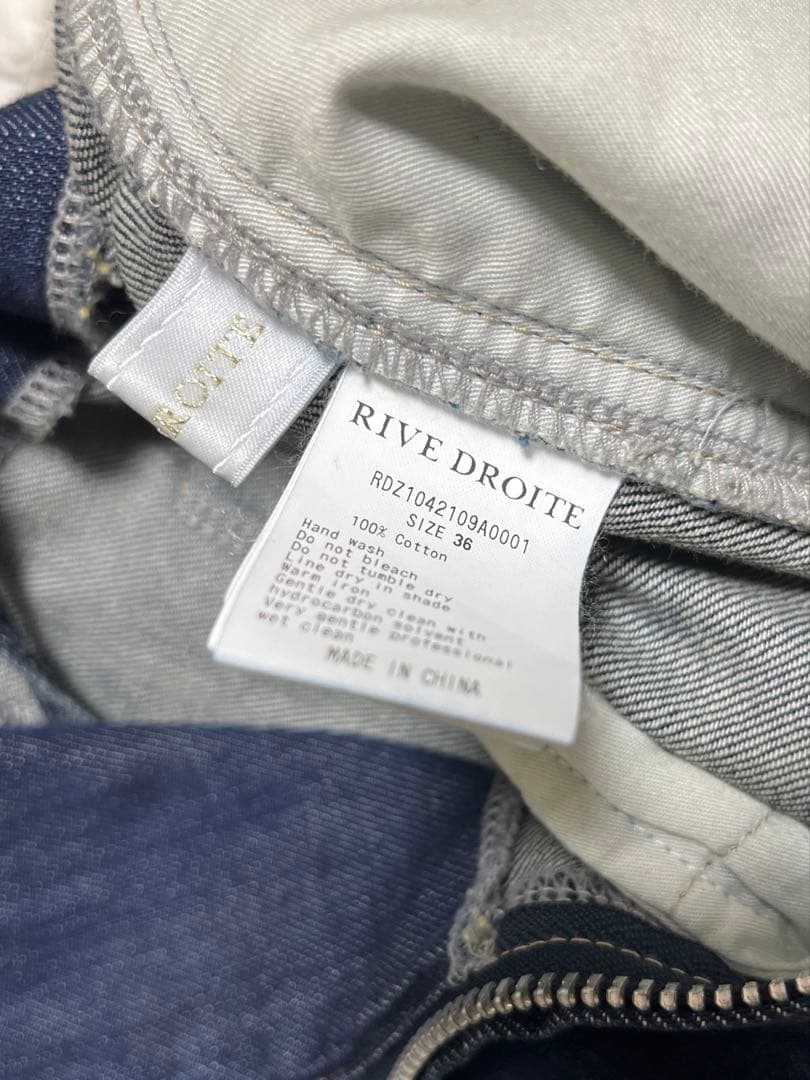 ROITE
RIVE DROITE
RDZ1042109A0001
SIZE 36
100% Cotton
Hand wash
Do not bleach
Do not tumble dry
Line dry in shade
Warm iron
Gentle dry clean with
hydrocarbon solvent
Very gentle professional
wet clean
MADE IN CHINA